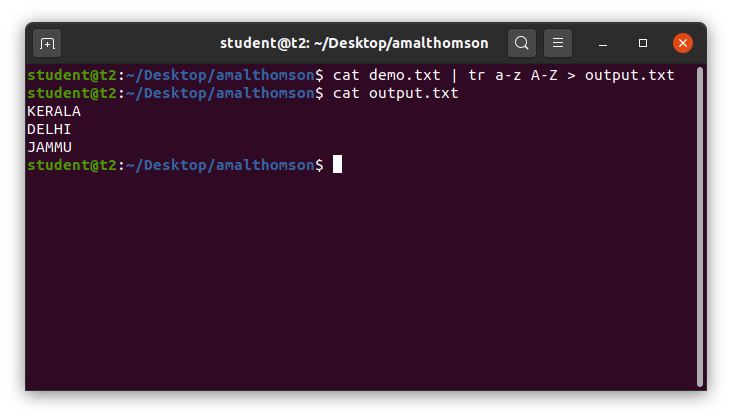 student@t2: ~/Desktop/amalthomson
student@t2:~/Desktop/amalthomson$ cat demo.txt | tr a-z A-Z > output.txt
student@t2:~/Desktop/amalthomson$ cat output.txt
KERALA
DELHI
JAMMU
student@t2:~/Desktop/amalthomson$